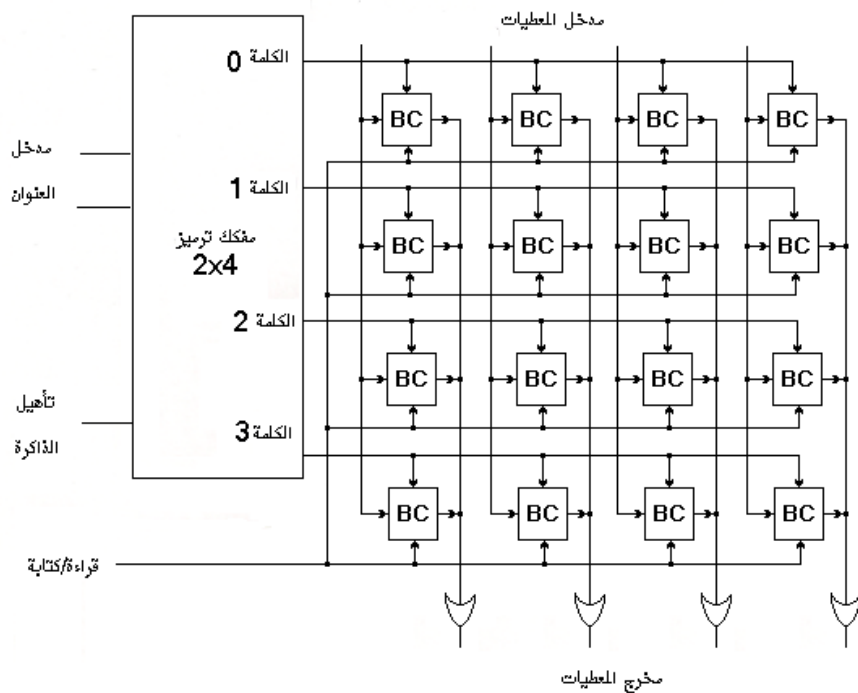 مدخل المعطيات
الكلمة 0
BC BC BC BC
مدخل
العنوان
الكلمة 1
مفكك ترميز
2x4
BC BC BC BC
الكلمة 2
BC BC BC BC
تأهيل
الذاكرة
الكلمة 3
BC BC BC BC
قراءة/كتابة
مخرج المعطيات